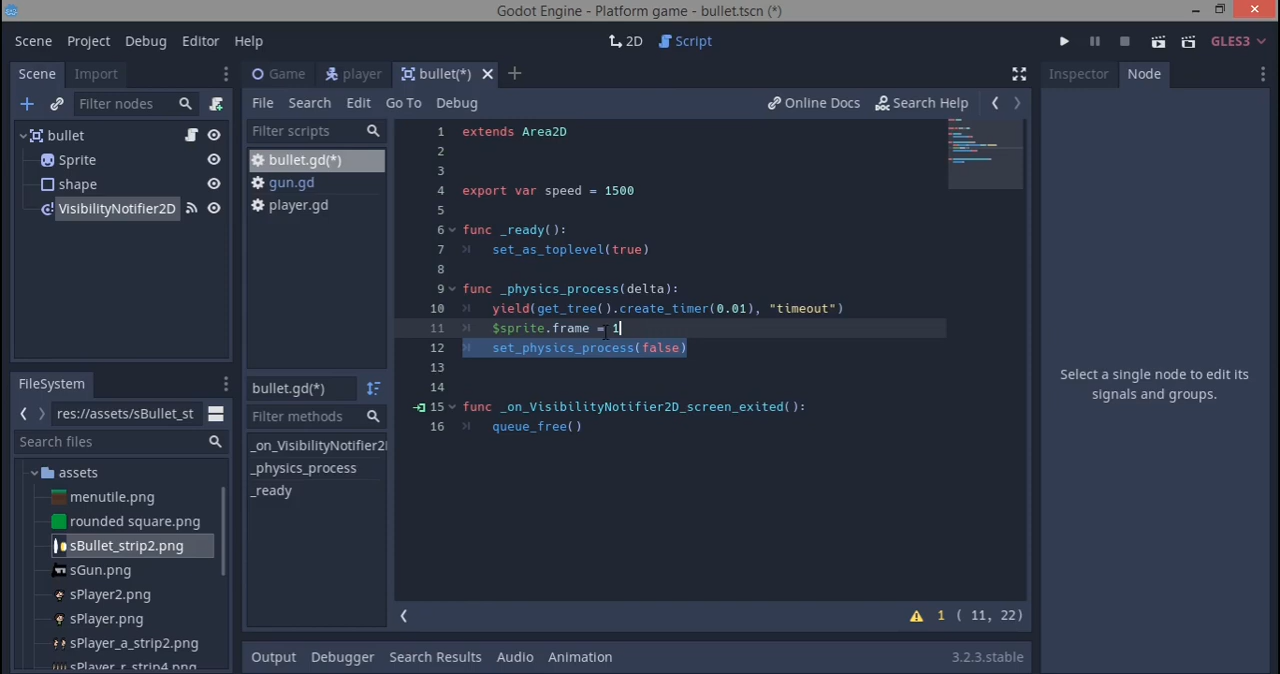 Godot Engine - Platform game - bullet.tscn (*)
Scene Project Debug Editor Help 2D Script GLES3
Scene Import Game player bullet(*) Inspector Node
Filter nodes File Search Edit Go To Debug Online Docs Search Help
bullet
Sprite
shape
VisibilityNotifier2D
Filter scripts
bullet.gd(*)
gun.gd
player.gd
bullet.gd(*)
Filter methods
_on_VisibilityNotifier2
_physics_process
_ready
1 extends Area2D
2
3
4 export var speed = 1500
5
6 func _ready():
7 set_as_toplevel(true)
8
9 func _physics_process(delta):
10 yield(get_tree().create_timer(0.01), "timeout")
11 $sprite.frame = 1
12 set_physics_process(false)
13
14
15 func _on_VisibilityNotifier2D_screen_exited():
16 queue_free()
1 ( 11, 22)
FileSystem
res://assets/sBullet_st
Search files
assets
menutile.png
rounded square.png
sBullet_strip2.png
sGun.png
sPlayer2.png
sPlayer.png
sPlayer_a_strip2.png
sPlayer_r_strip4.png
Select a single node to edit its
signals and groups.
Output Debugger Search Results Audio Animation 3.2.3.stable